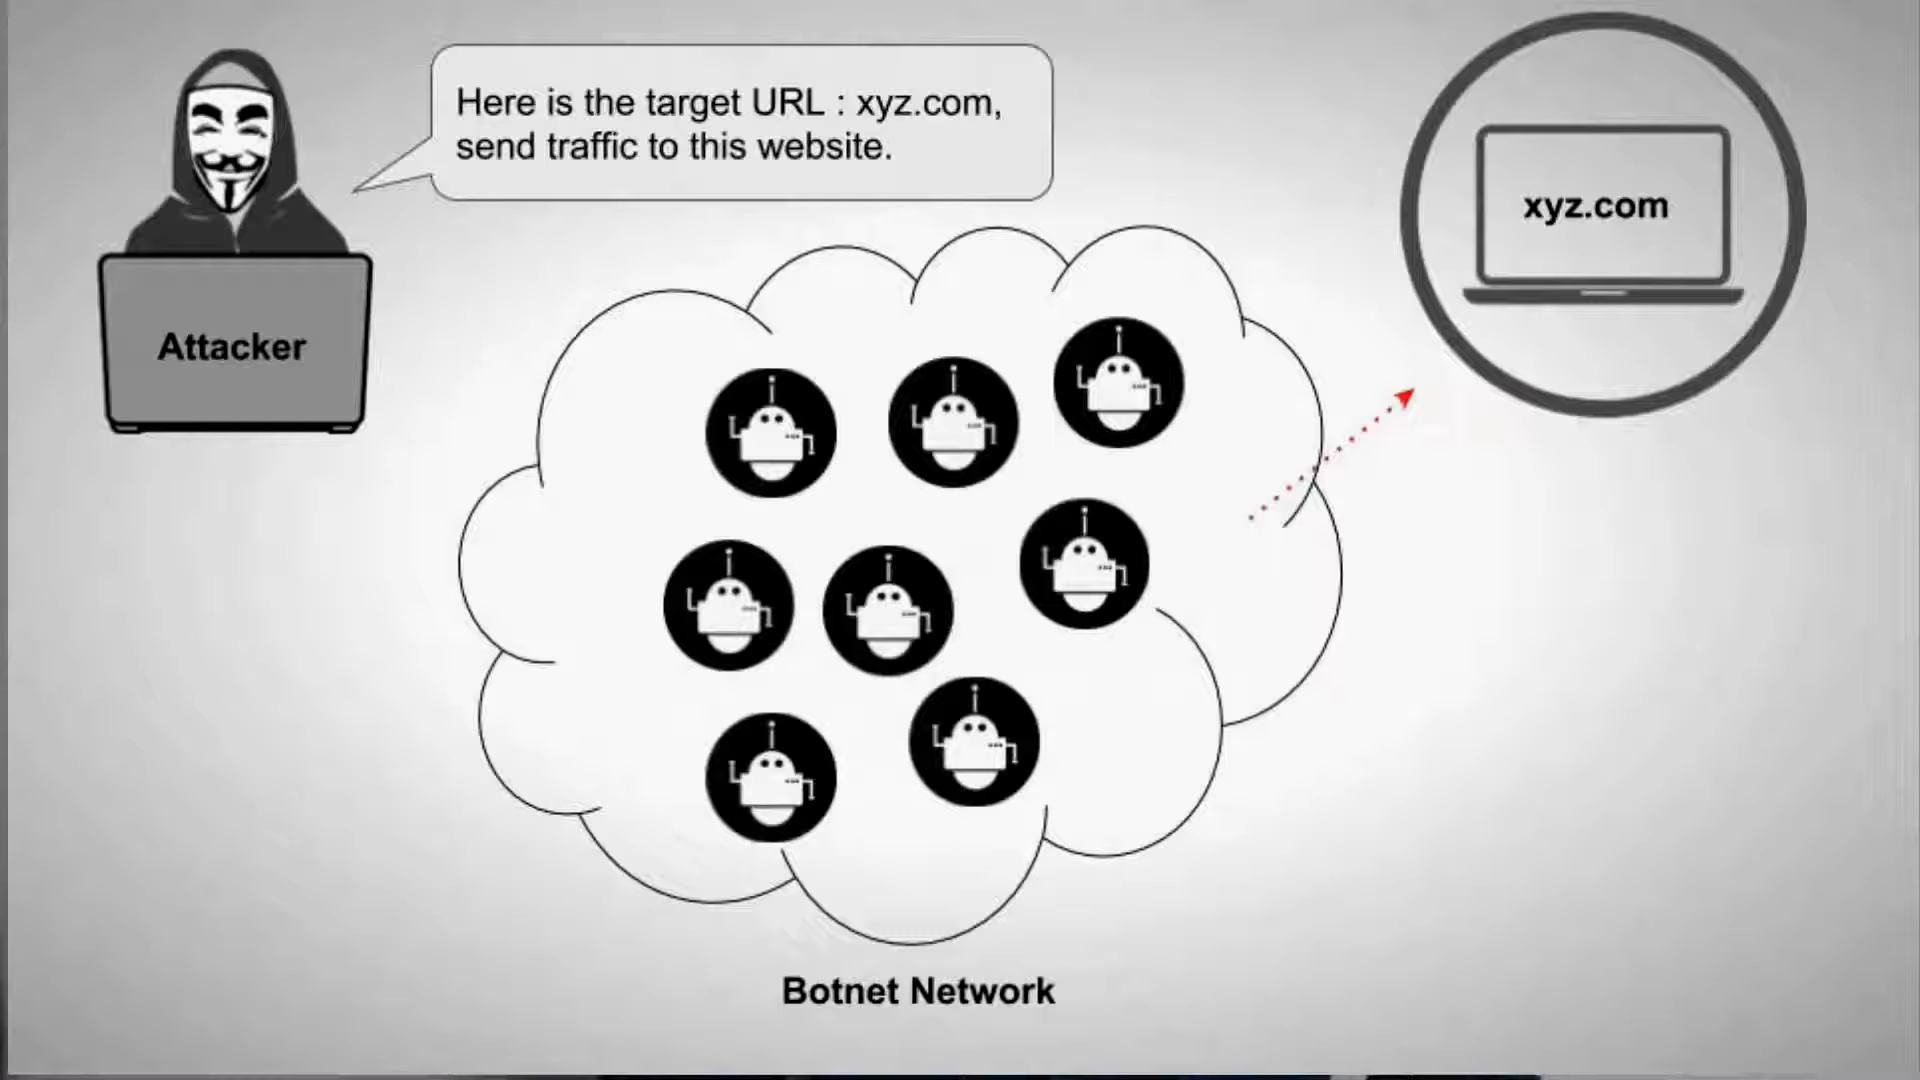 Here is the target URL : xyz.com,
send traffic to this website.
xyz.com
Attacker
Botnet Network